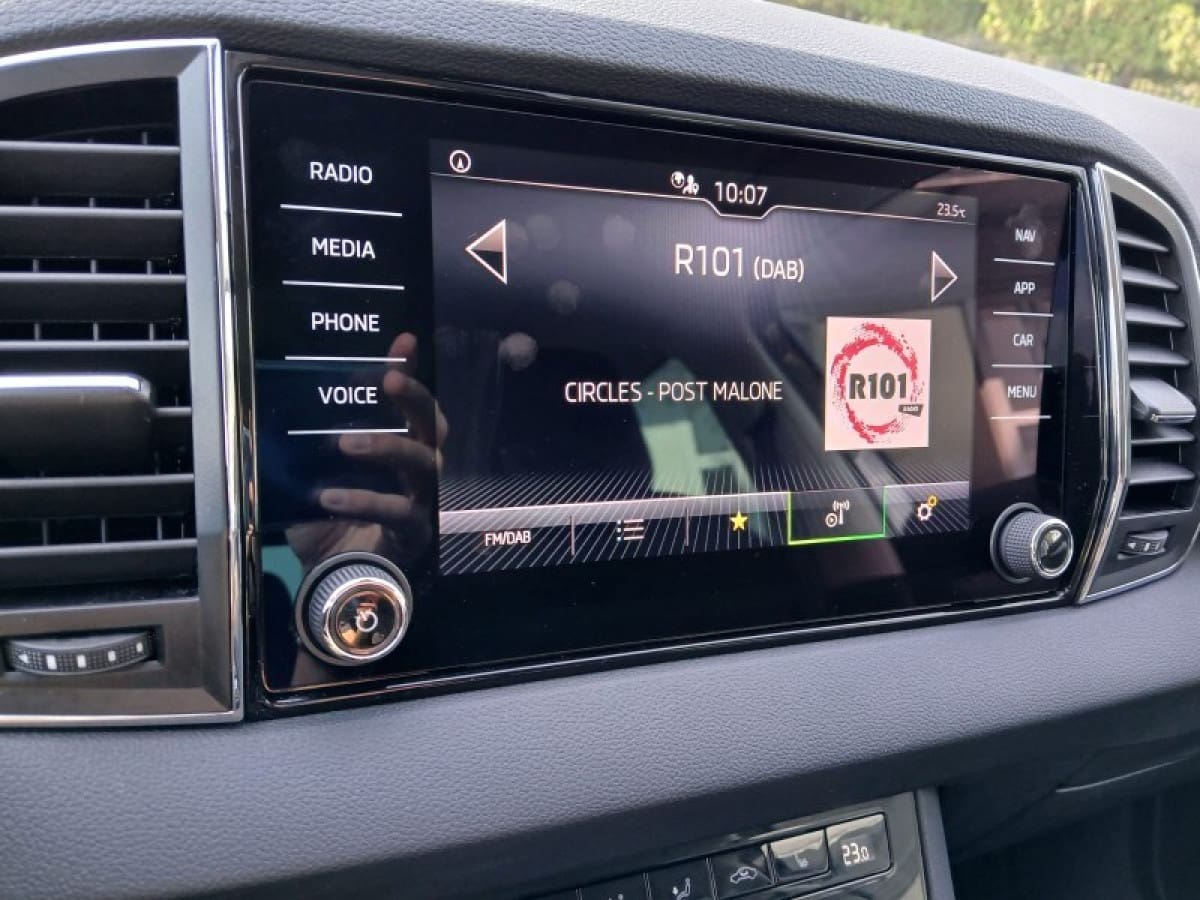 RADIO
MEDIA
PHONE
VOICE
10:07
23.5°C
R101 (DAB)
CIRCLES - POST MALONE
R101
RADIO
FM/DAB
NAV
APP
CAR
MENU
23.0